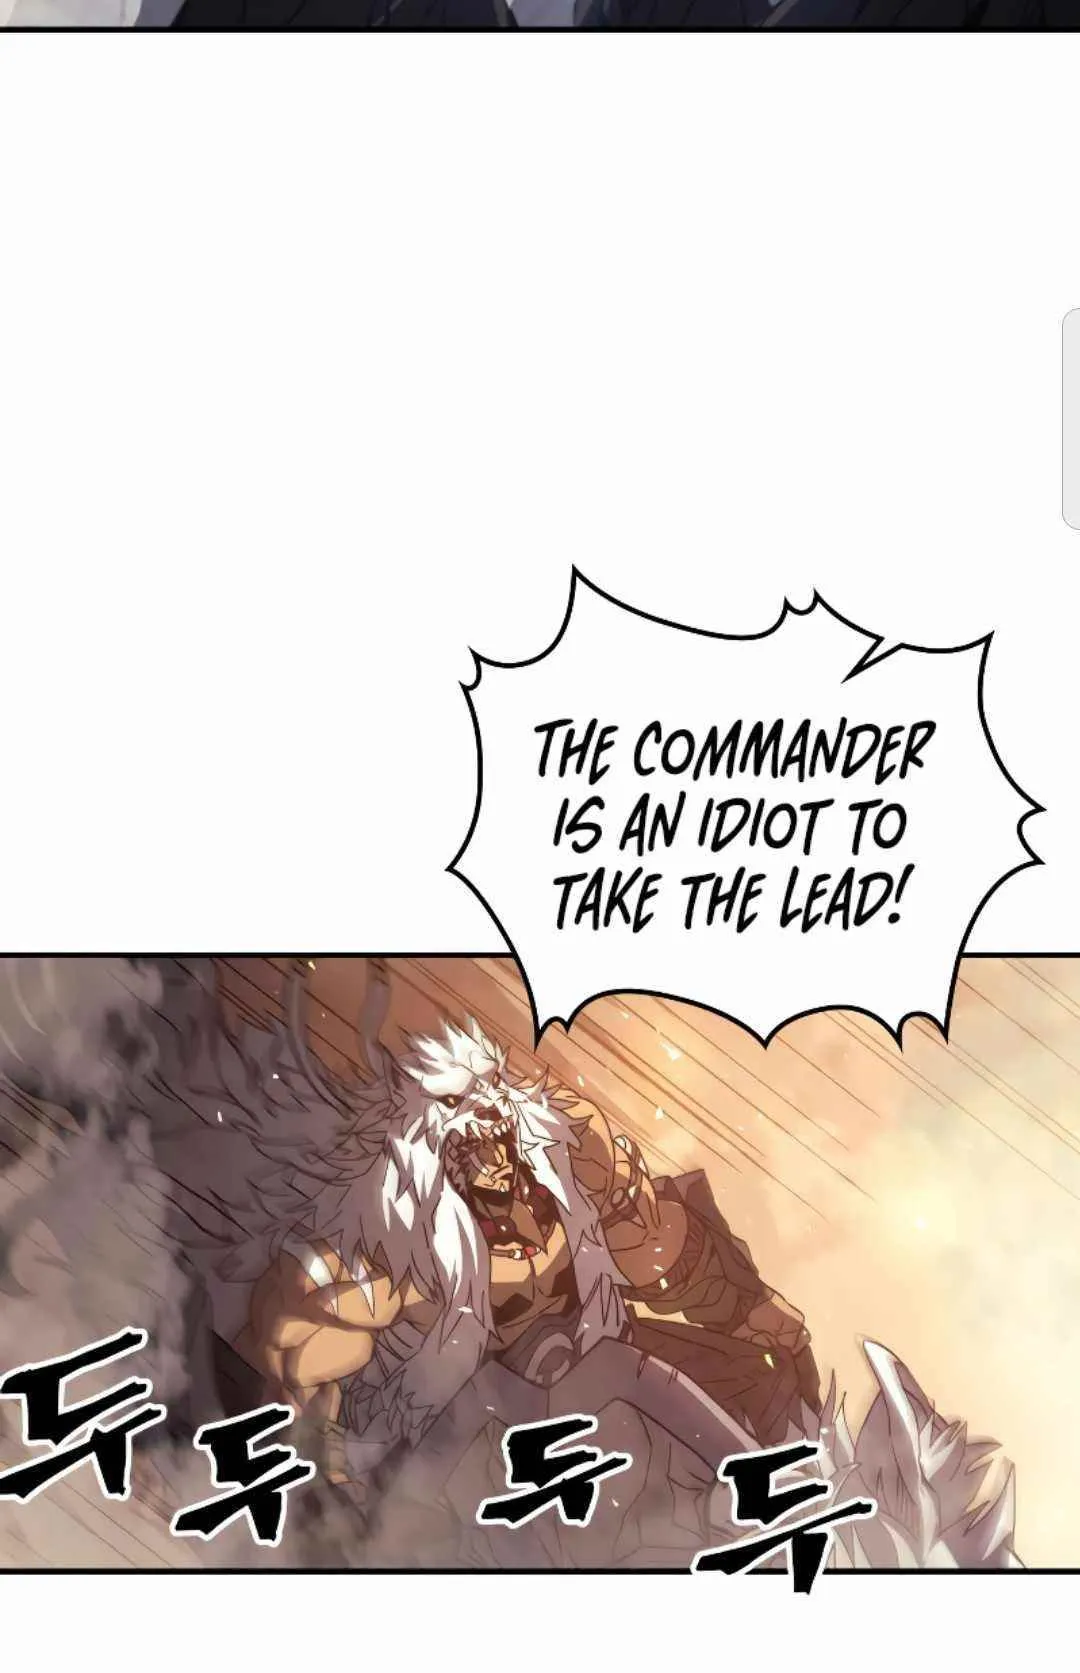 THE COMMANDER
IS AN IDIOT TO
TAKE THE LEAD!
두두두두